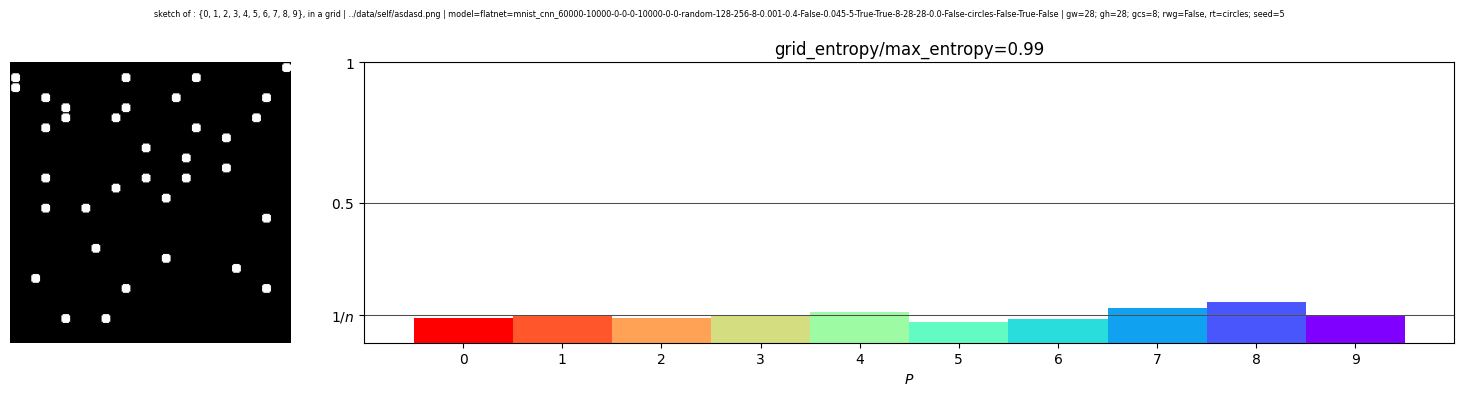 sketch of : {0, 1, 2, 3, 4, 5, 6, 7, 8, 9}, in a grid | ../data/self/asdasd.png | model=flatnet=mnist_cnn_60000-10000-0-0-0-10000-0-0-random-128-256-8-0.001-0.4-False-0.045-5-True-True-8-28-28-0.0-False-circles-False-True-False | gw=28; gh=28; gcs=8; rwg=False, rt=circles; seed=5
grid_entropy/max_entropy=0.99
1
0.5
1/n
0 1 2 3 4 5 6 7 8 9
P